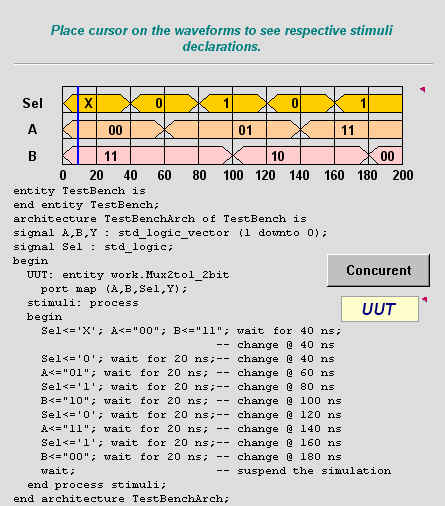 Place cursor on the waveforms to see respective stimuli
declarations.
Sel X 0 1 0 1
A 00 01 11
B 11 10 00
0 20 40 60 80 100 120 140 160 180 200
entity TestBench is
end entity TestBench;
architecture TestBenchArch of TestBench is
signal A,B,Y : std_logic_vector (1 downto 0);
signal Sel : std_logic;
begin
UUT: entity work.Mux2to1_2bit
port map (A,B,Sel,Y);
stimuli: process
begin
Sel<='X'; A<="00"; B<="11"; wait for 40 ns;
-- change @ 40 ns
Sel<='0'; wait for 20 ns;-- change @ 40 ns
A<="01"; wait for 20 ns; -- change @ 60 ns
Sel<='1'; wait for 20 ns;-- change @ 80 ns
B<="10"; wait for 20 ns; -- change @ 100 ns
Sel<='0'; wait for 20 ns;-- change @ 120 ns
A<="11"; wait for 20 ns; -- change @ 140 ns
Sel<='1'; wait for 20 ns;-- change @ 160 ns
B<="00"; wait for 20 ns; -- change @ 180 ns
wait; -- suspend the simulation
end process stimuli;
end architecture TestBenchArch;
Concurent
UUT